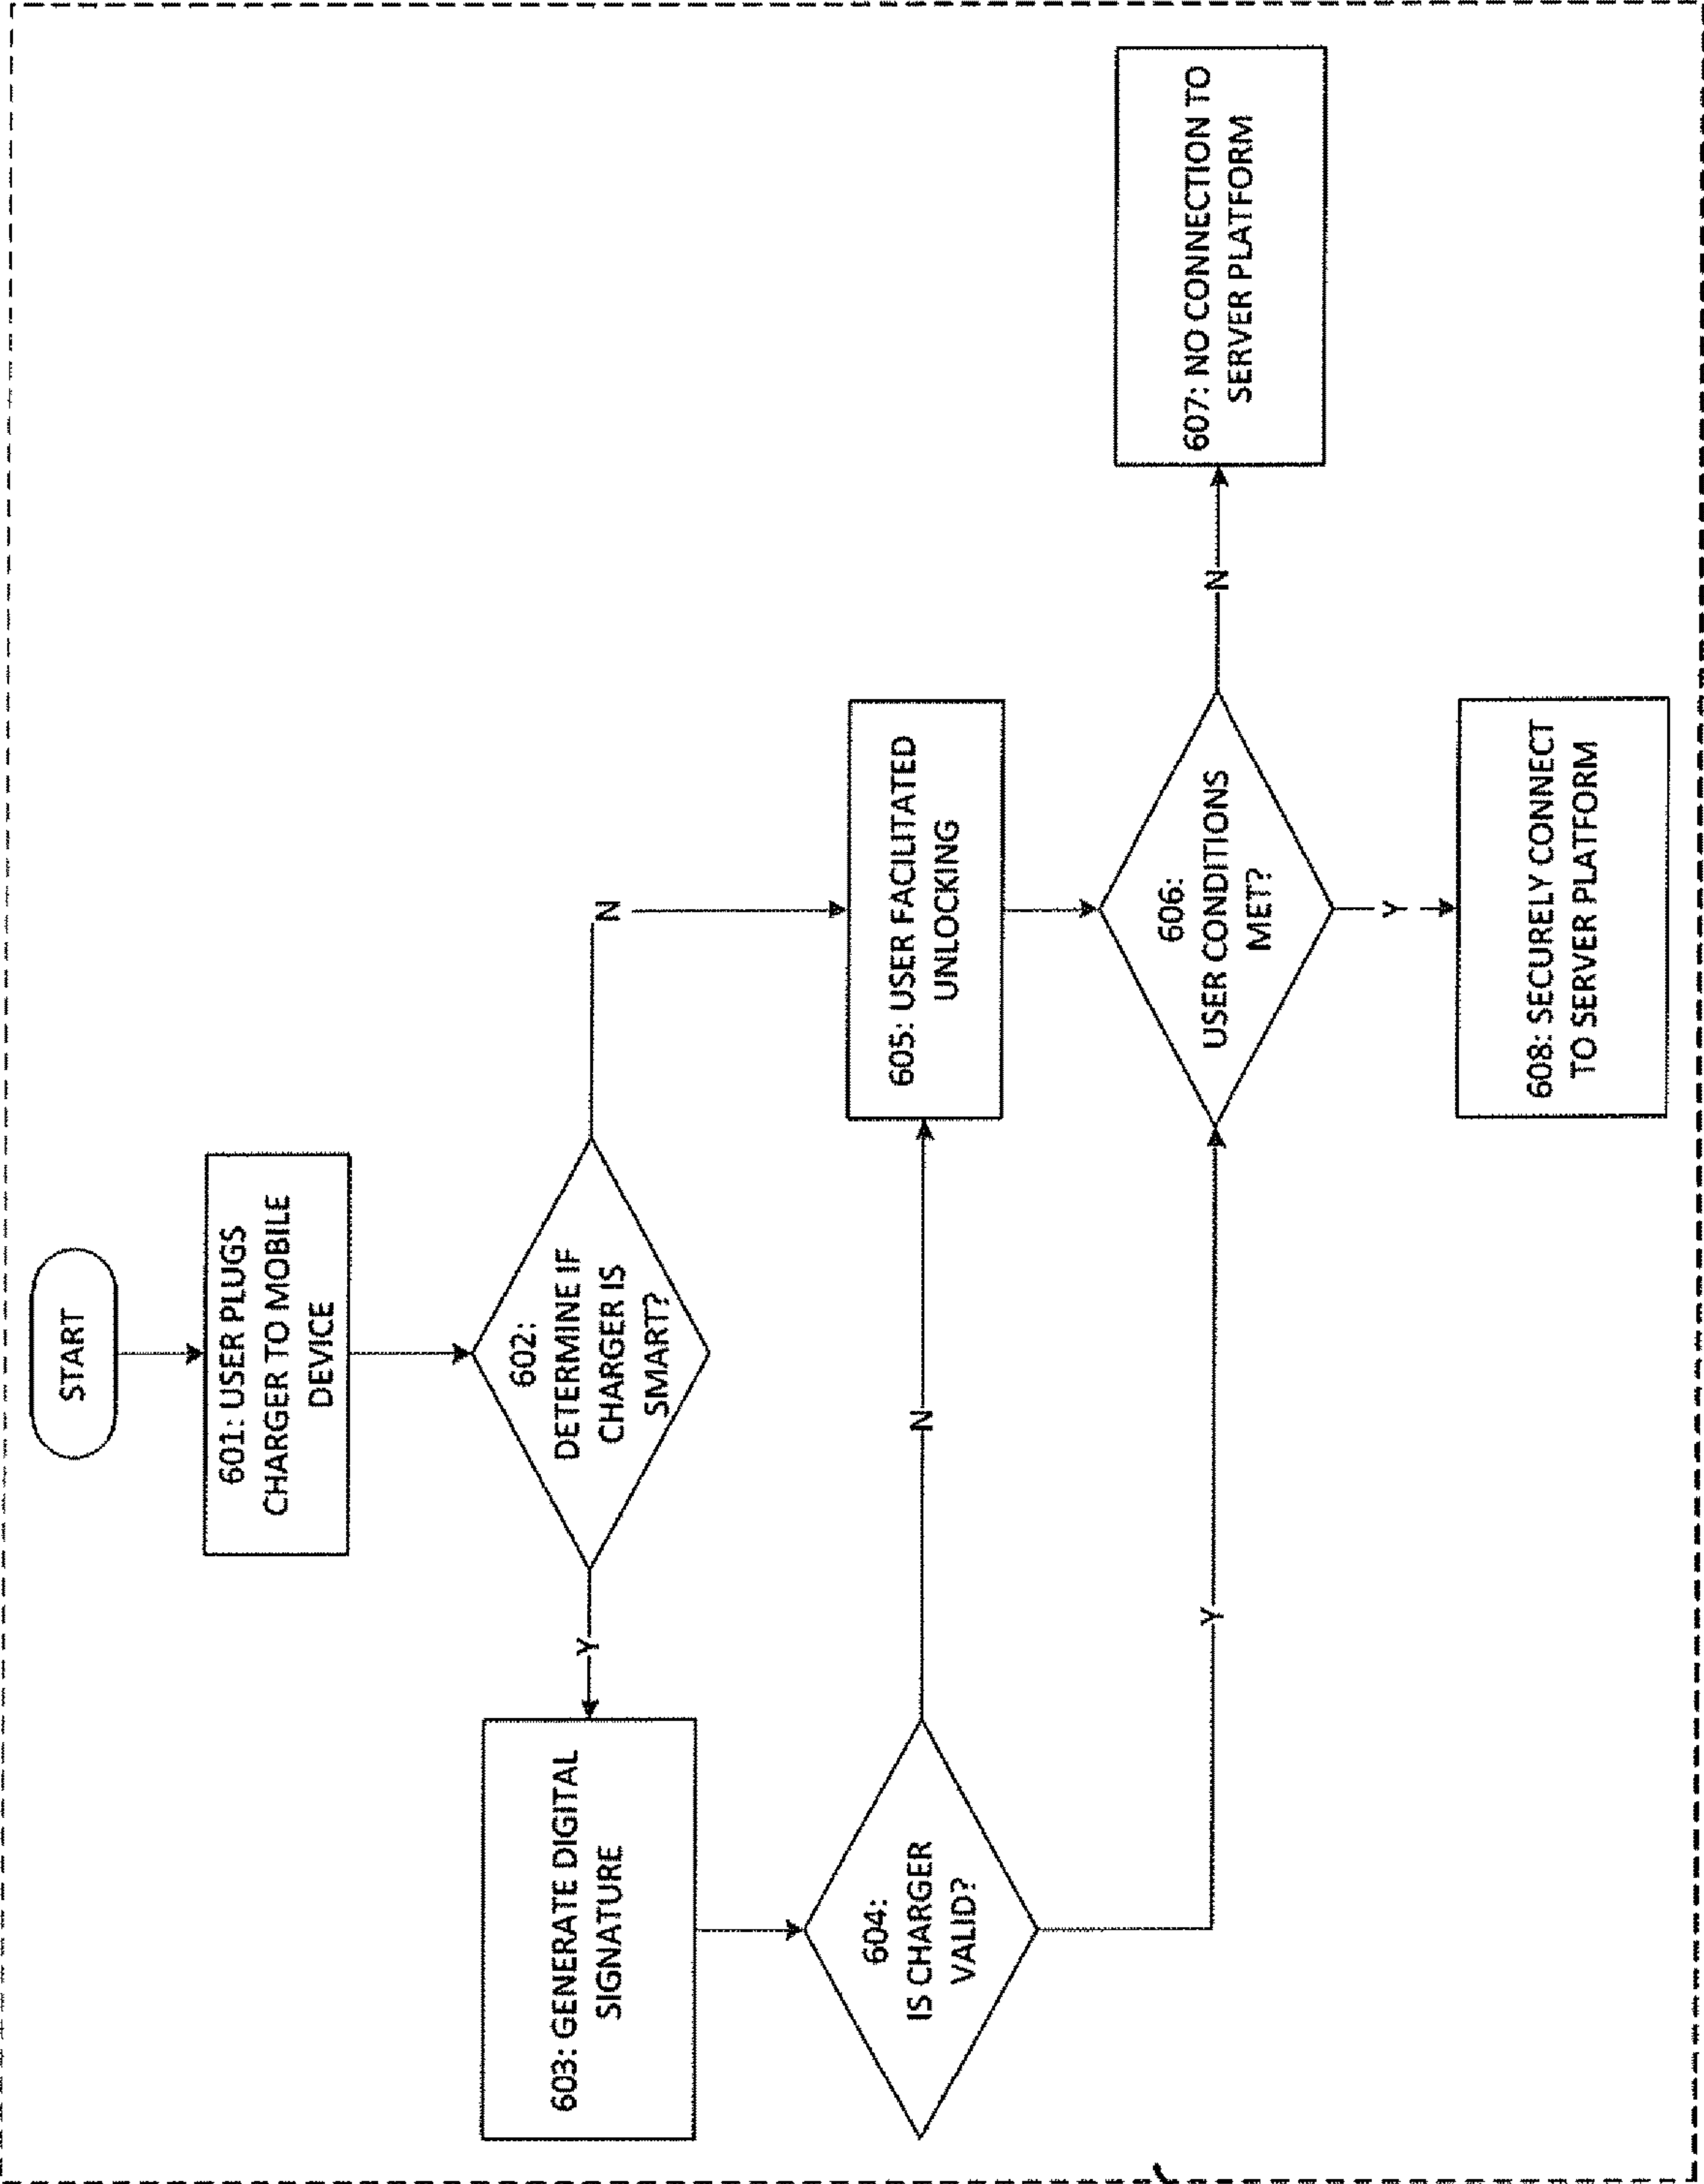 START
601: USER PLUGS
CHARGER TO MOBILE
DEVICE
602:
DETERMINE IF
CHARGER IS
SMART?
Y
N
603: GENERATE DIGITAL
SIGNATURE
604:
IS CHARGER
VALID?
N
Y
605: USER FACILITATED
UNLOCKING
606:
USER CONDITIONS
MET?
N
Y
607: NO CONNECTION TO
SERVER PLATFORM
608: SECURELY CONNECT
TO SERVER PLATFORM